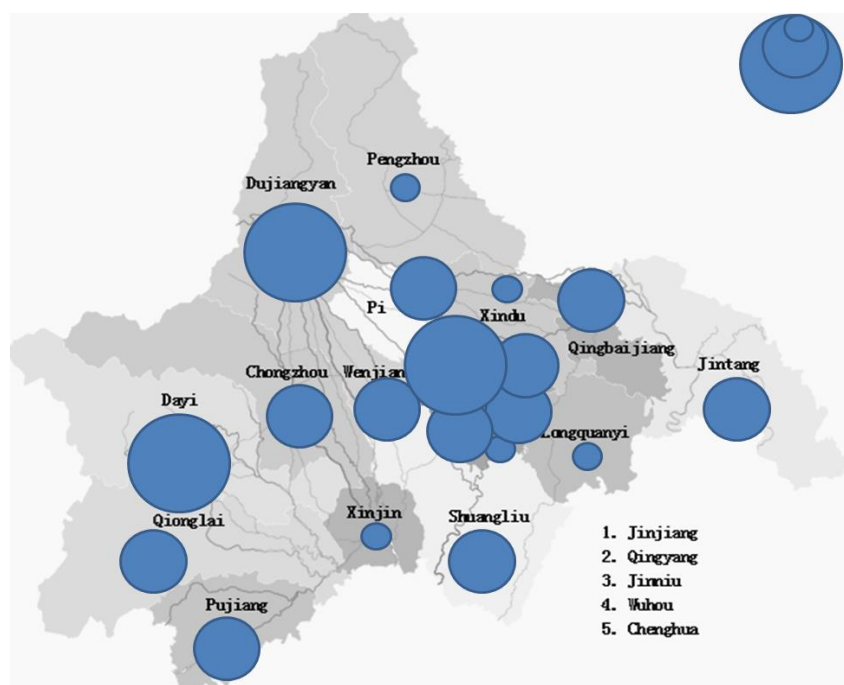 Pengzhou
Dujiangyan
Pi
Xindu
Qingbaijiang
Jintang
Chongzhou
Wenjian
Dayi
Longquanyi
Qionglai
Xinjin
Shuangliu
Pujiang
1. Jinjiang
2. Qingyang
3. Jinniu
4. Wuhou
5. Chenghua